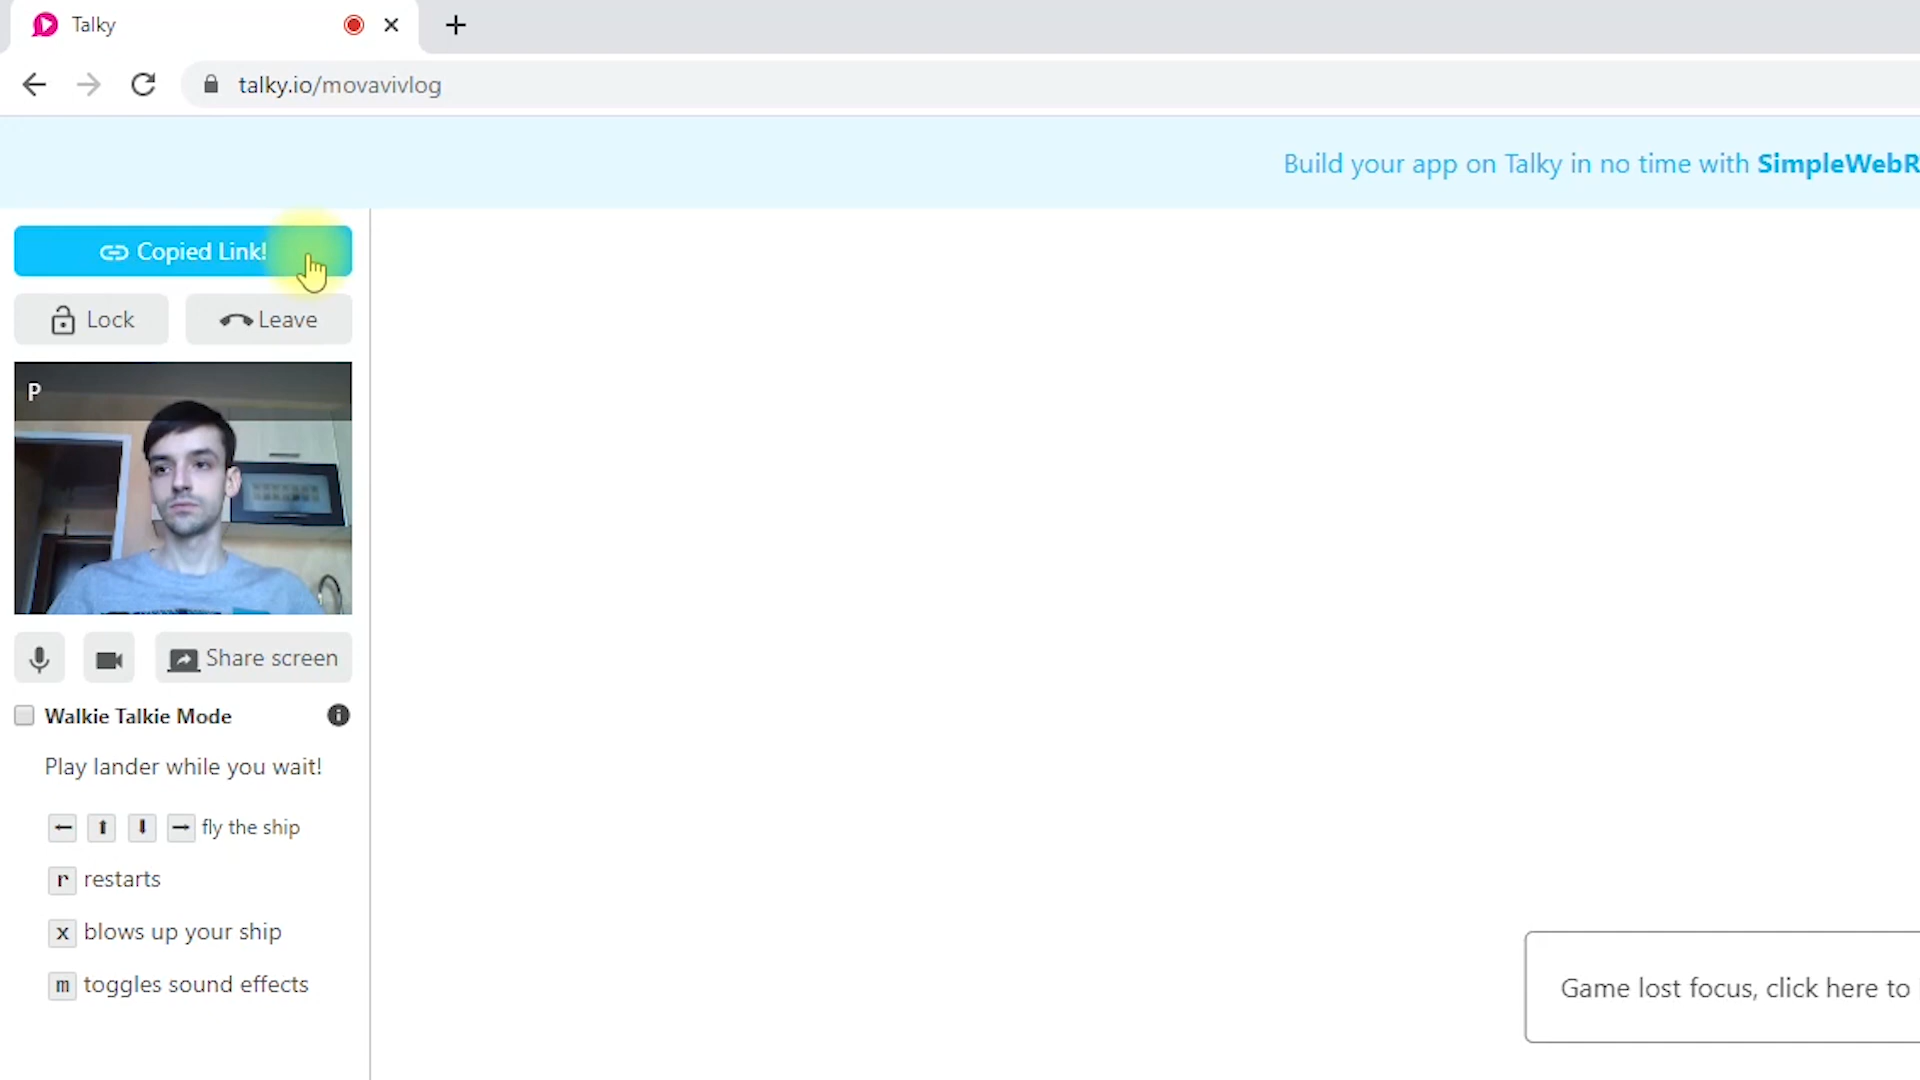 Talky
talky.io/movavivlog
Build your app on Talky in no time with SimpleWebR
Copied Link!
Lock
Leave
P
Share screen
Walkie Talkie Mode
Play lander while you wait!
fly the ship
r restarts
x blows up your ship
m toggles sound effects
Game lost focus, click here to